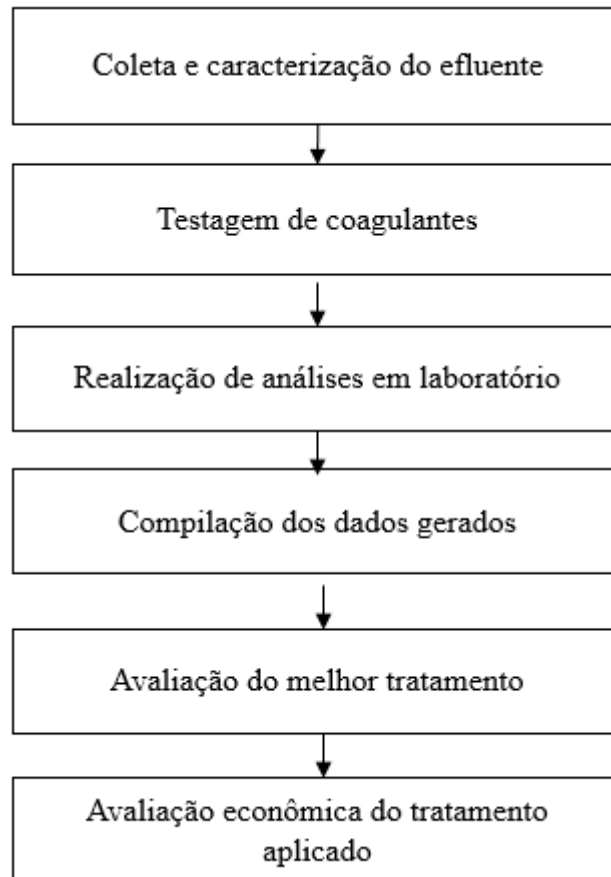 Coleta e caracterização do efluente
Testagem de coagulantes
Realização de análises em laboratório
Compilação dos dados gerados
Avaliação do melhor tratamento
Avaliação econômica do tratamento
aplicado